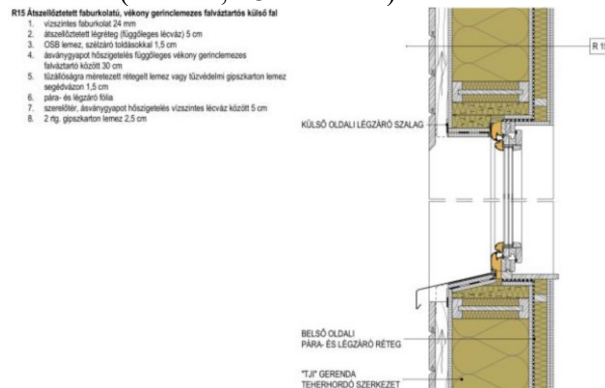 R15 Átszellőztetett faburkolatú, vékony gerinclemezes falváztartós külső fal
1. vízszintes faburkolat 24 mm
2. átszellőztetett légréteg (függőleges lécváz) 5 cm
3. OSB lemez, szélzáró toldásokkal 1,5 cm
4. ásványgyapot hőszigetelés függőleges vékony gerinclemezes
falváztartó között 30 cm
5. tűzállóságra méretezett rétegelt lemez vagy tűzvédelmi gipszkarton lemez
segédvázon 1,5 cm
6. pára- és légzáró fólia
7. szerelőtér, ásványgyapot hőszigetelés vízszintes lécváz között 5 cm
8. 2 rtg. gipszkarton lemez 2,5 cm
R 15
KÜLSŐ OLDALI LÉGZÁRÓ SZALAG
BELSŐ OLDALI
PÁRA- ÉS LÉGZÁRÓ RÉTEG
"TJI" GERENDA
TEHERHORDÓ SZERKEZET